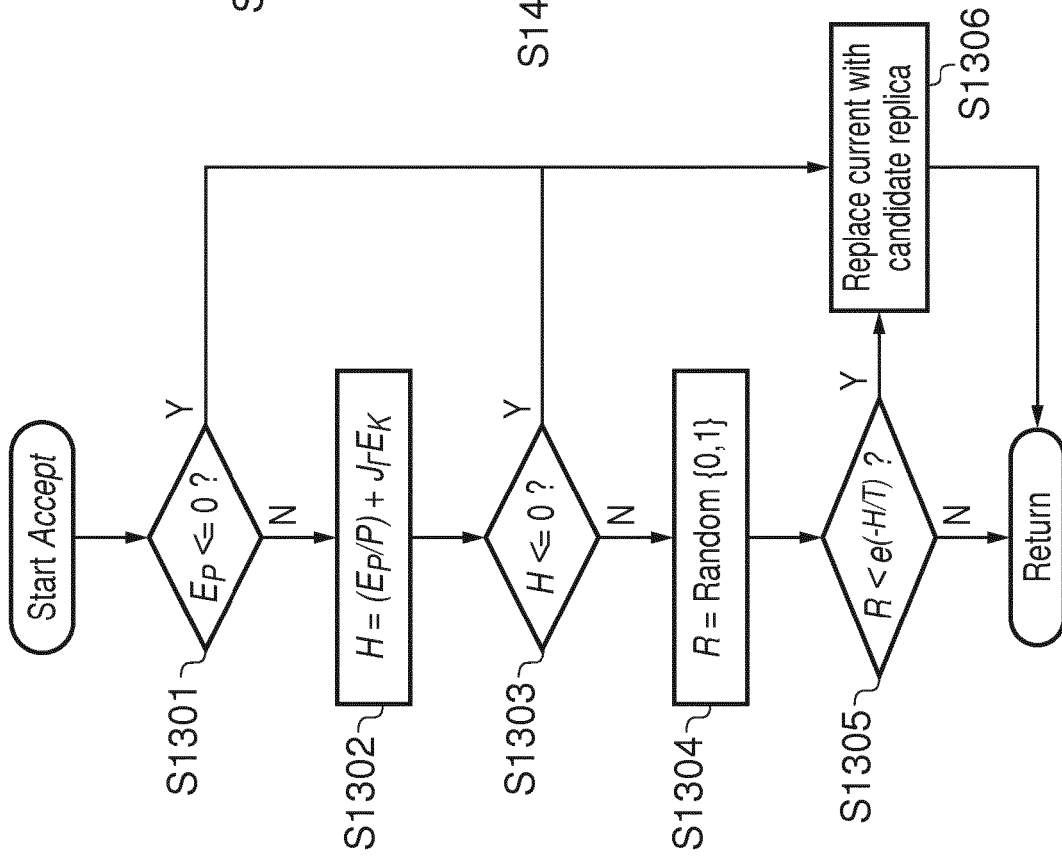 Start Accept
S1301
E_P <= 0 ?
Y
N
S1302
H = (E_P/P) + J_ΓE_K
S1303
H <= 0 ?
Y
N
S1304
R = Random {0,1}
S1305
R < e(-H/T) ?
Y
N
Replace current with
candidate replica
S1306
Return
S14